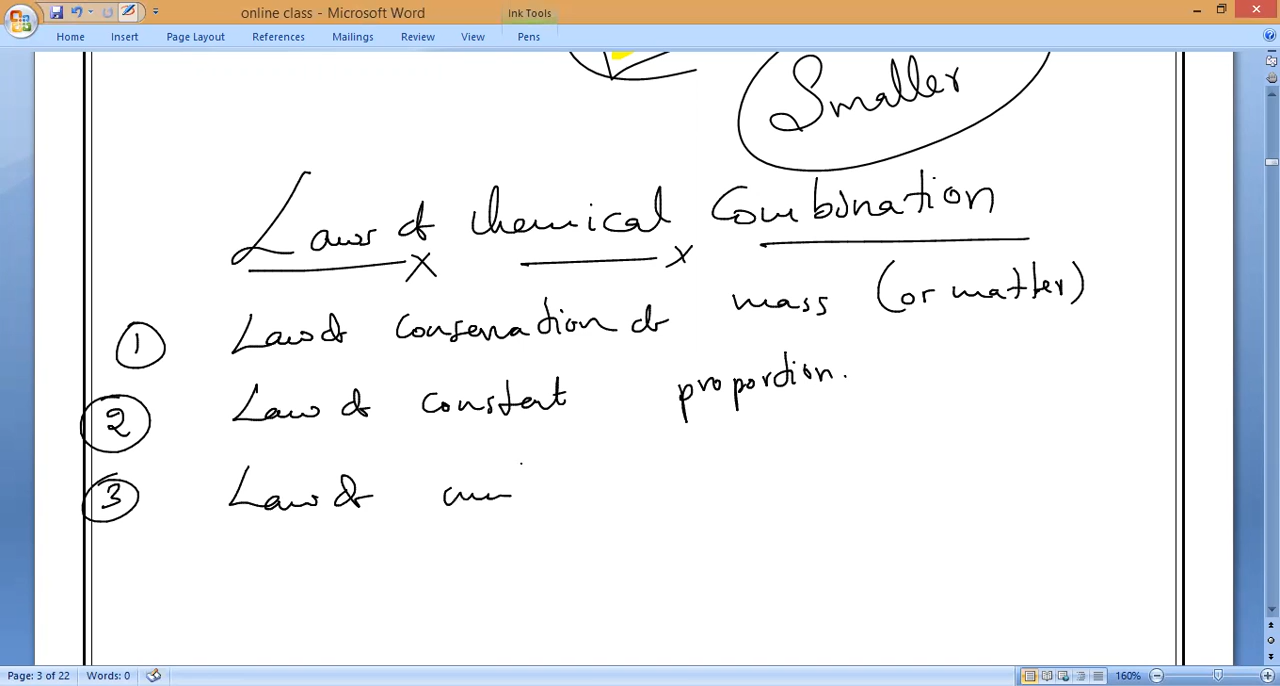 online class - Microsoft Word
Ink Tools
Home Insert Page Layout References Mailings Review View Pens
Smaller
Laws of Chemical Combination
① Law of conservation of mass (or matter)
② Law of constant proportion.
③ Law of
Page: 3 of 22 Words: 0 160%